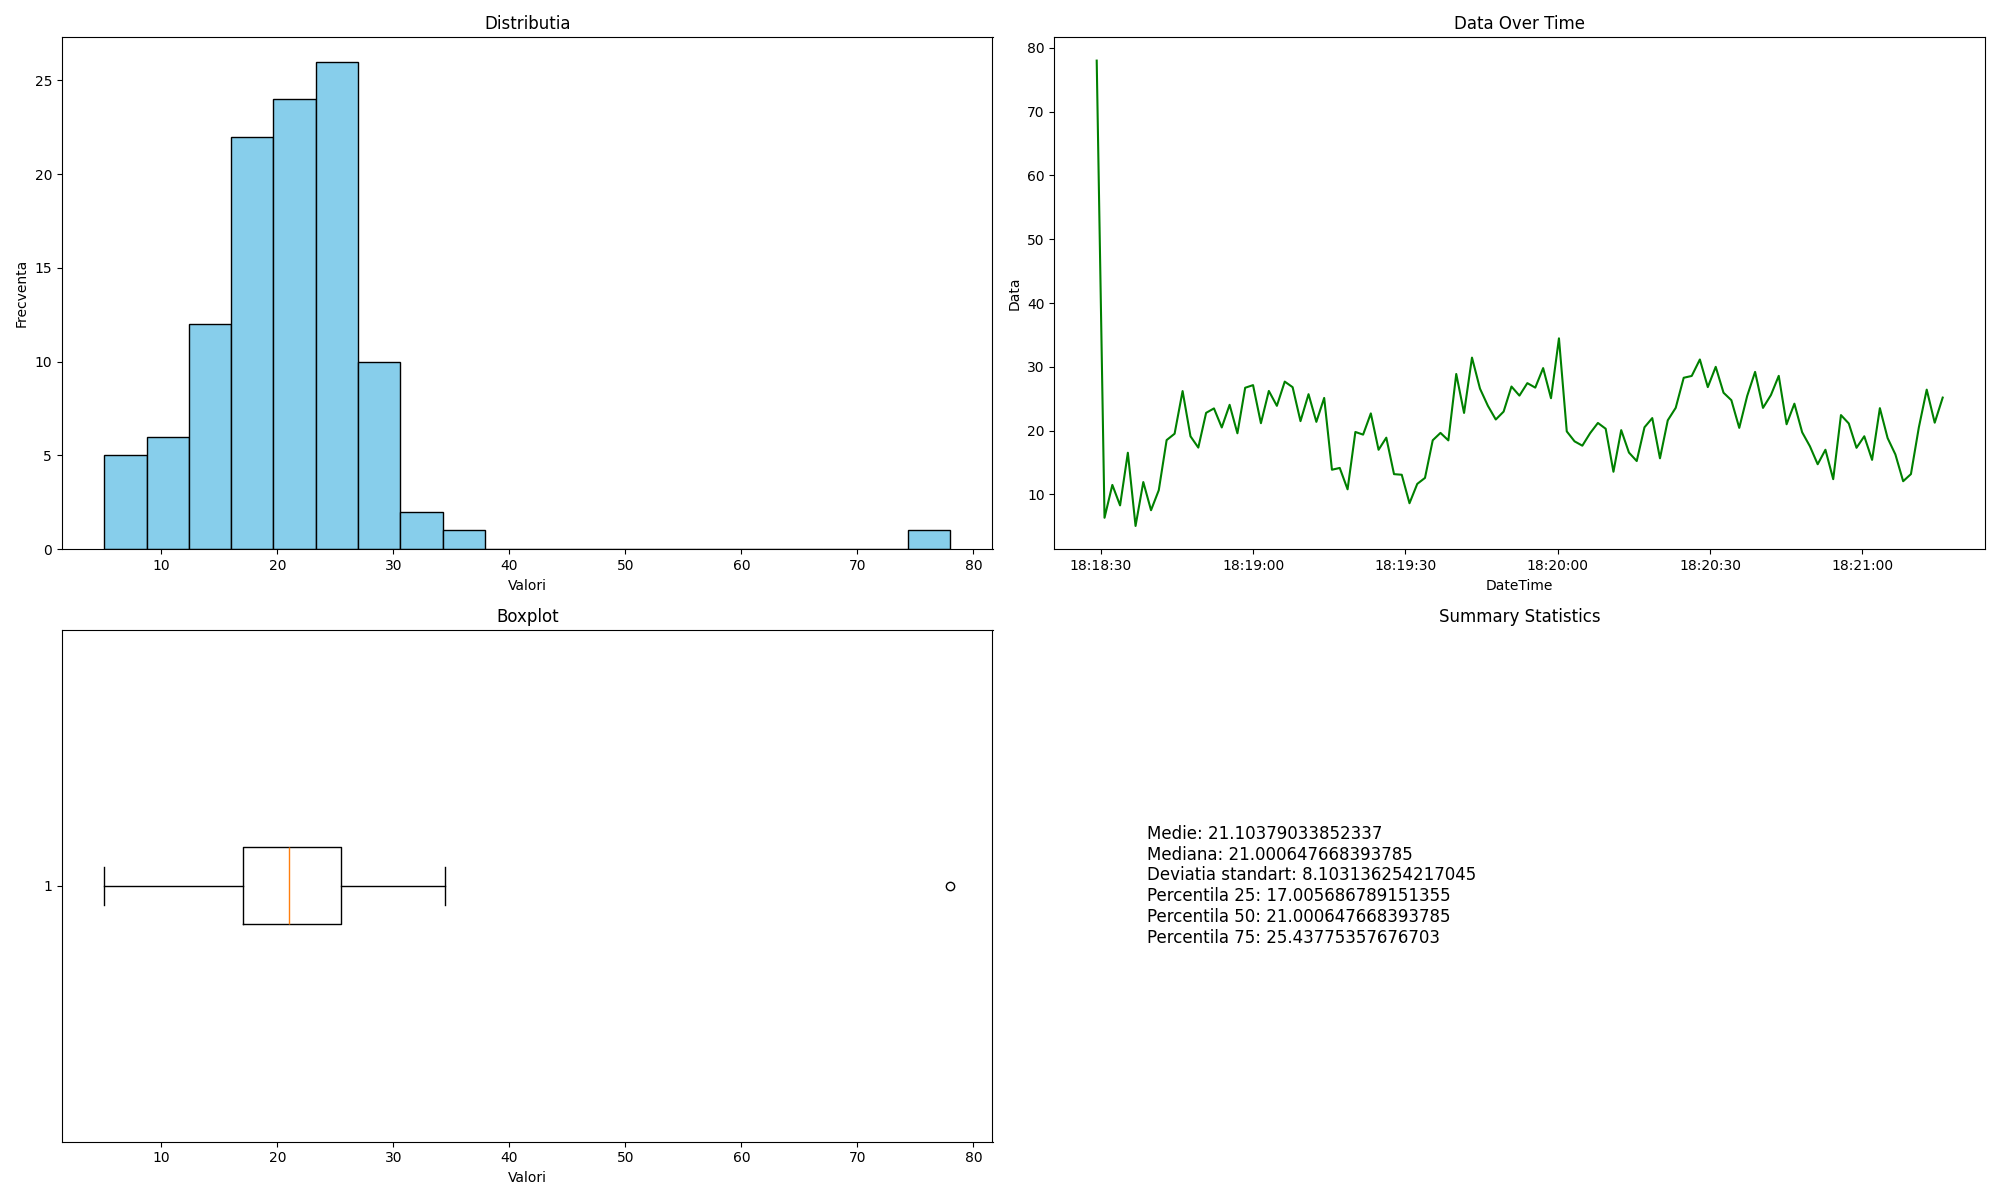 Distributia
Frecventa
25
20
15
10
5
0
10 20 30 40 50 60 70 80
Valori
Data Over Time
Data
80
70
60
50
40
30
20
10
18:18:30 18:19:00 18:19:30 18:20:00 18:20:30 18:21:00
DateTime
Boxplot
1
10 20 30 40 50 60 70 80
Valori
Summary Statistics
Medie: 21.10379033852337
Mediana: 21.000647668393785
Deviatia standart: 8.103136254217045
Percentila 25: 17.005686789151355
Percentila 50: 21.000647668393785
Percentila 75: 25.43775357676703